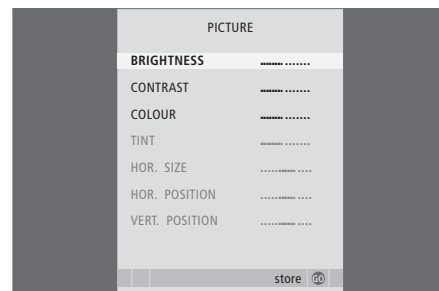 PICTURE
BRIGHTNESS ...............
CONTRAST ...............
COLOUR ...............
TINT ...............
HOR. SIZE ...............
HOR. POSITION ...............
VERT. POSITION ...............
store GO